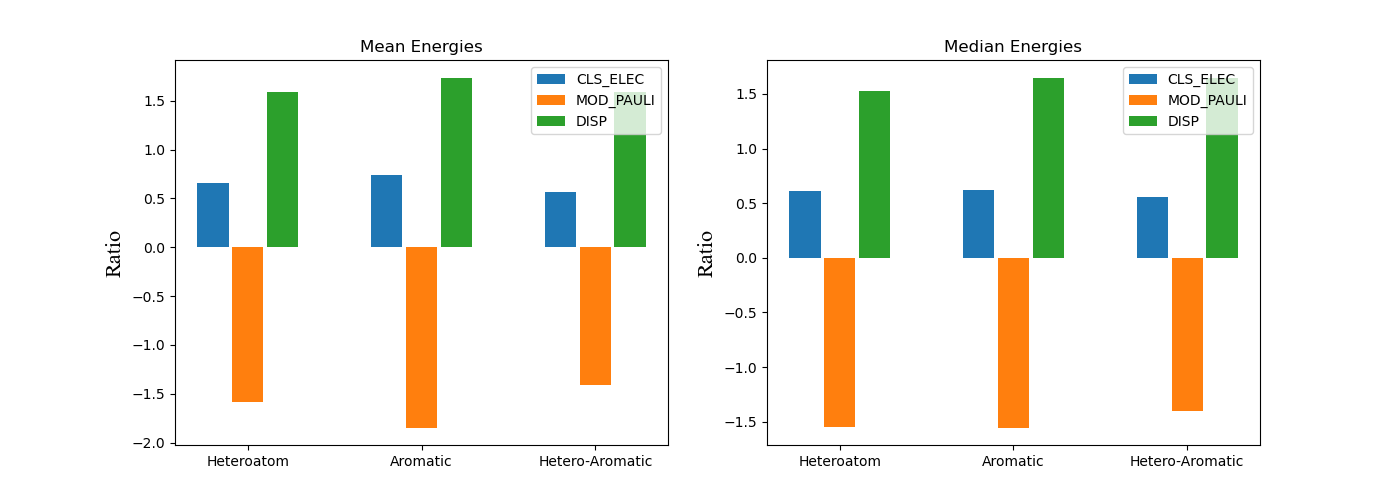 Mean Energies
CLS_ELEC
MOD_PAULI
DISP
Ratio
1.5
1.0
0.5
0.0
−0.5
−1.0
−1.5
−2.0
Heteroatom
Aromatic
Hetero-Aromatic
Median Energies
CLS_ELEC
MOD_PAULI
DISP
Ratio
1.5
1.0
0.5
0.0
−0.5
−1.0
−1.5
Heteroatom
Aromatic
Hetero-Aromatic